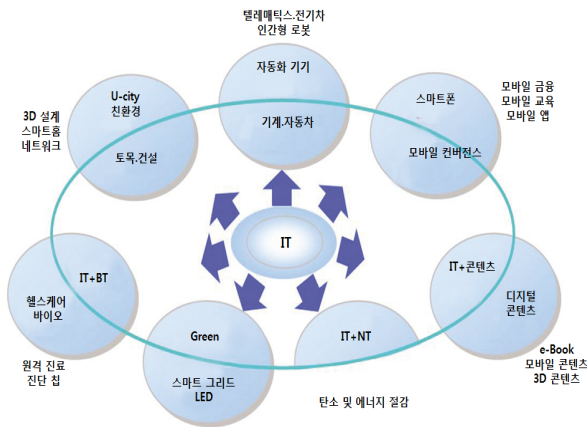 텔레매틱스.전기차
인간형 로봇
자동화 기기
기계.자동차
U-city
친환경
토목.건설
3D 설계
스마트홈
네트워크
스마트폰
모바일 컨버전스
모바일 금융
모바일 교육
모바일 앱
IT
IT+BT
헬스케어
바이오
원격 진료
진단 칩
IT+콘텐츠
디지털
콘텐츠
e-Book
모바일 콘텐츠
3D 콘텐츠
Green
스마트 그리드
LED
IT+NT
탄소 및 에너지 절감